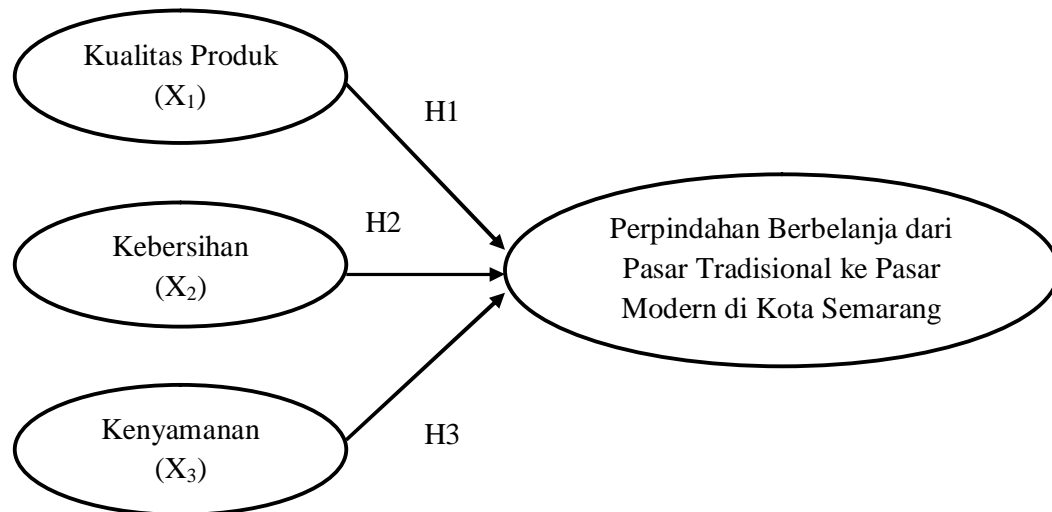 Kualitas Produk
(X₁)
H1
Kebersihan
(X₂)
H2
Perpindahan Berbelanja dari
Pasar Tradisional ke Pasar
Modern di Kota Semarang
Kenyamanan
(X₃)
H3